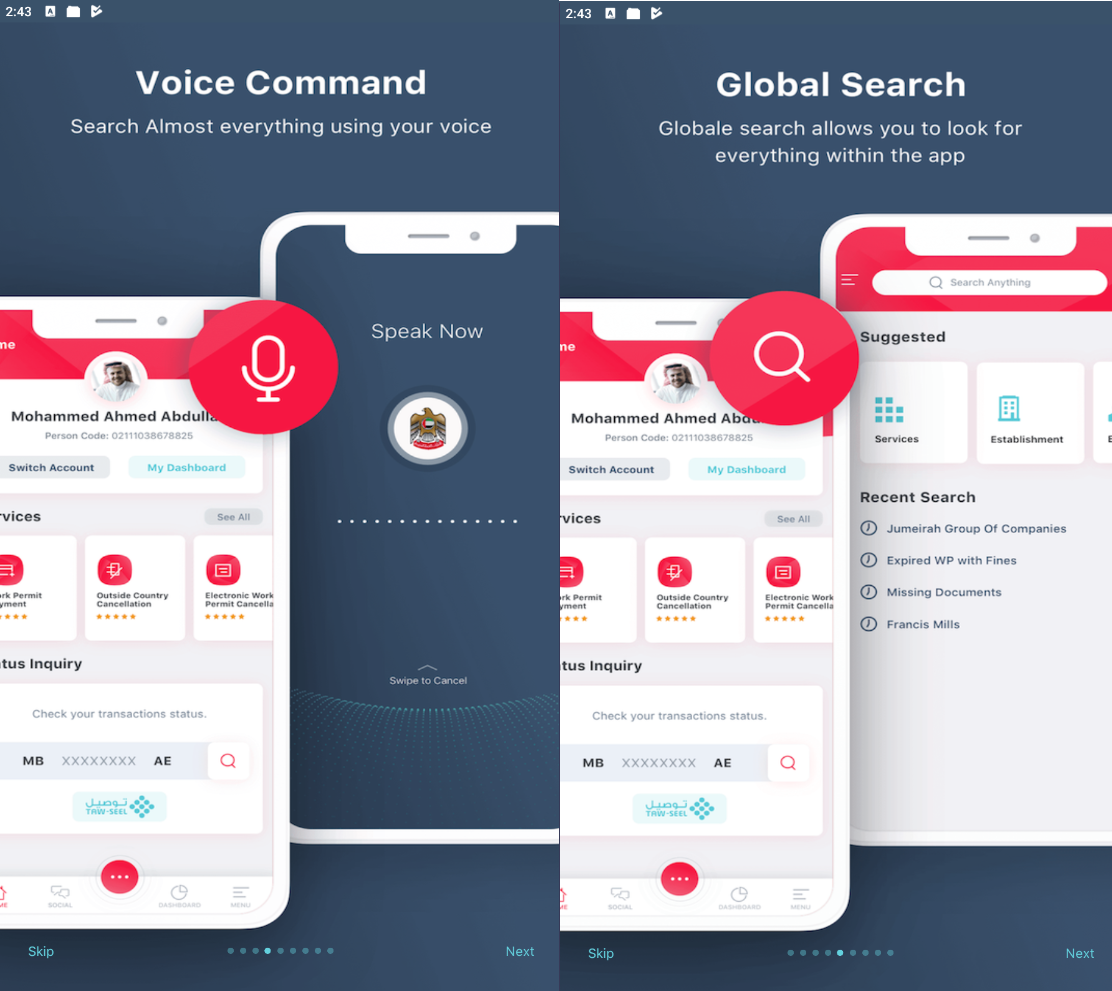 2:43
Voice Command
Search Almost everything using your voice
Speak Now
me
Mohammed Ahmed Abdulla
Person Code: 02111038678825
Switch Account
My Dashboard
rvices
See All
rk Permit
yment
Outside Country
Cancellation
Electronic Work
Permit Cancella
tus Inquiry
Swipe to Cancel
Check your transactions status.
MB XXXXXXXX AE
توصيل
TAW-SEEL
ME
SOCIAL
DASHBOARD
MENU
Skip
Next
2:43
Global Search
Globale search allows you to look for
everything within the app
Search Anything
me
Suggested
Mohammed Ahmed Abdu
Person Code: 02111038678825
Switch Account
My Dashboard
Services
Establishment
E
Recent Search
Jumeirah Group Of Companies
Expired WP with Fines
Missing Documents
Francis Mills
rvices
See All
rk Permit
yment
Outside Country
Cancellation
Electronic Work
Permit Cancella
tus Inquiry
Check your transactions status.
MB XXXXXXXX AE
توصيل
TAW-SEEL
ME
SOCIAL
DASHBOARD
MENU
Skip
Next